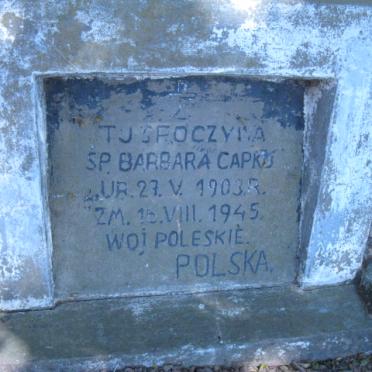 TU SPOCZYWA
ŚP. BARBARA CAPKO
UR. 27. V. 1903 R.
ZM. 15. VIII. 1945.
WOJ. POLESKIE.
POLSKA.